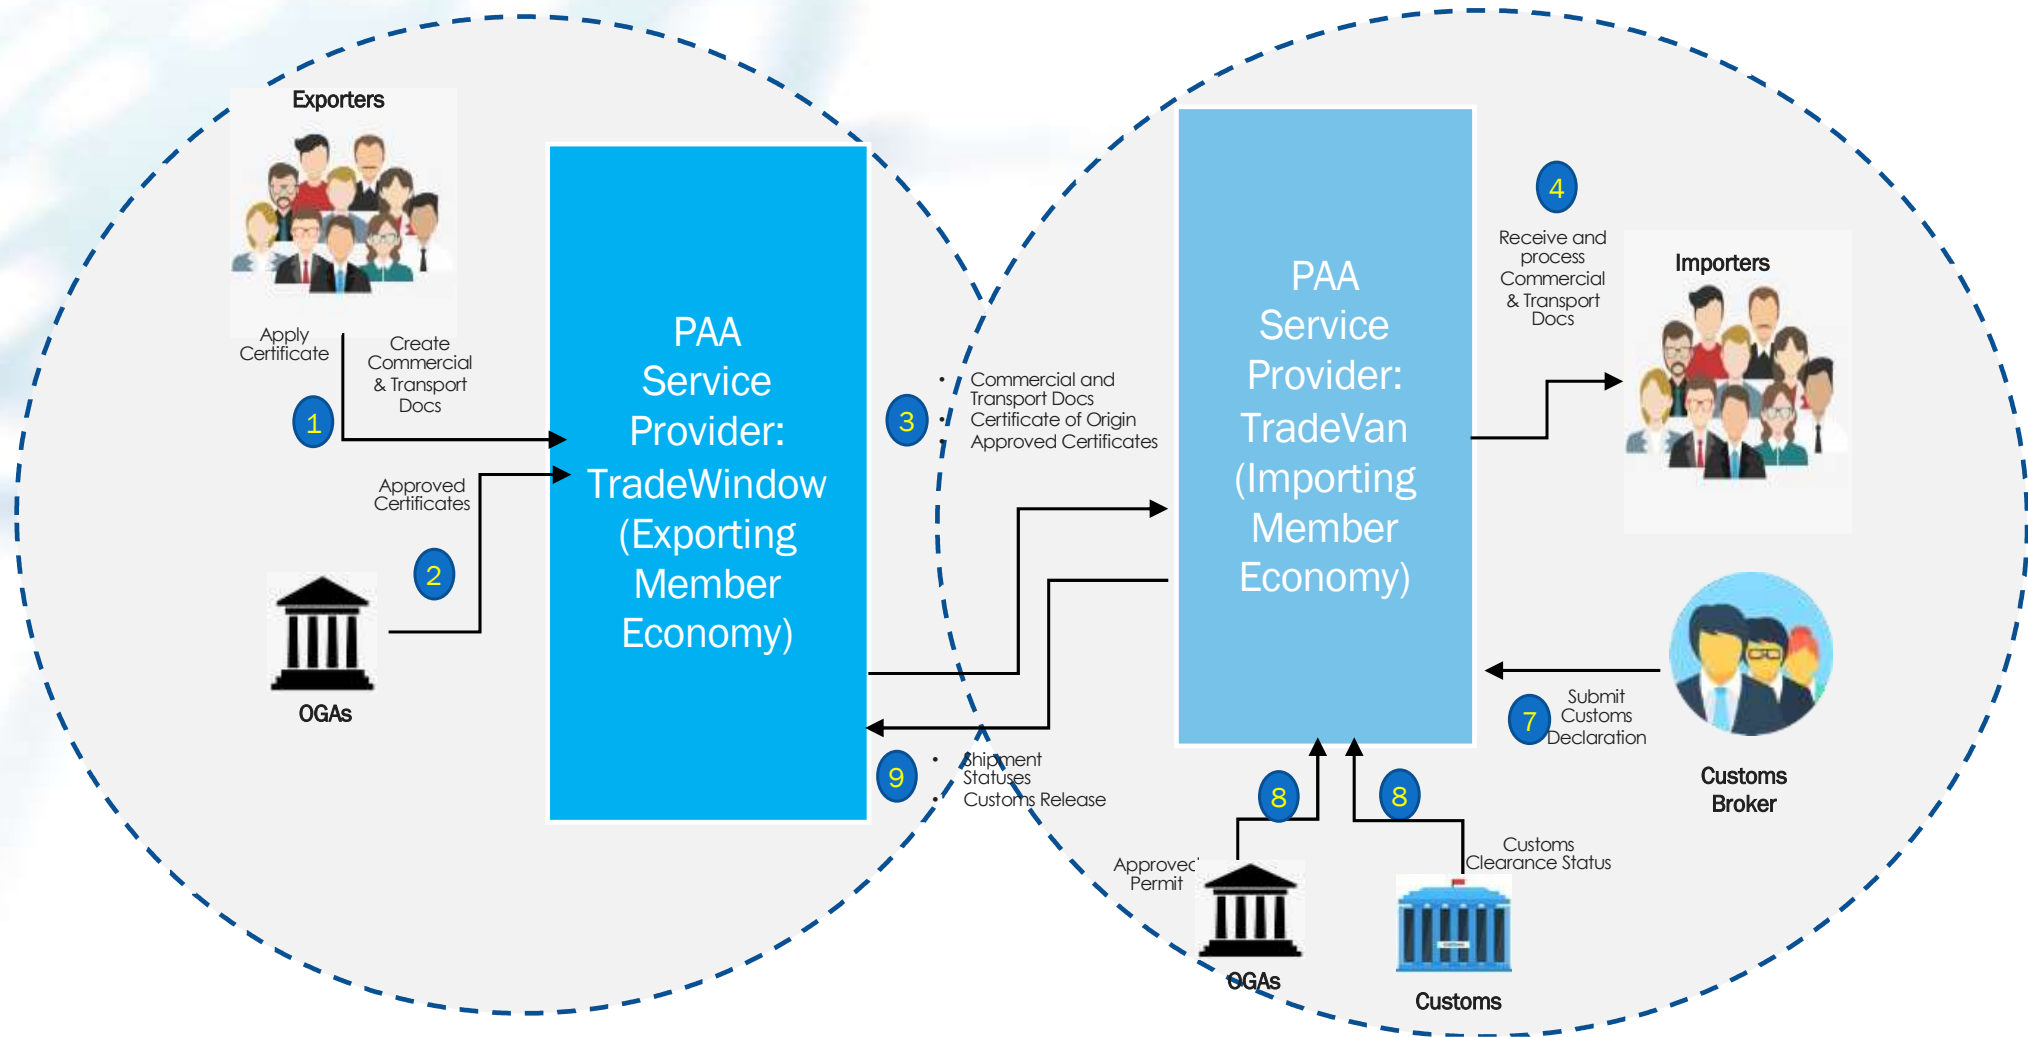 Exporters
Apply
Certificate
Create
Commercial
& Transport
Docs
1
Approved
Certificates
2
OGAs
PAA
Service
Provider:
TradeWindow
(Exporting
Member
Economy)
3
• Commercial and
Transport Docs
• Certificate of Origin
• Approved Certificates
9
• Shipment
Statuses
• Customs Release
PAA
Service
Provider:
TradeVan
(Importing
Member
Economy)
4
Receive and
process
Commercial
& Transport
Docs
Importers
7
Submit
Customs
Declaration
Customs
Broker
8
8
Approved
Permit
OGAs
Customs
Clearance Status
Customs